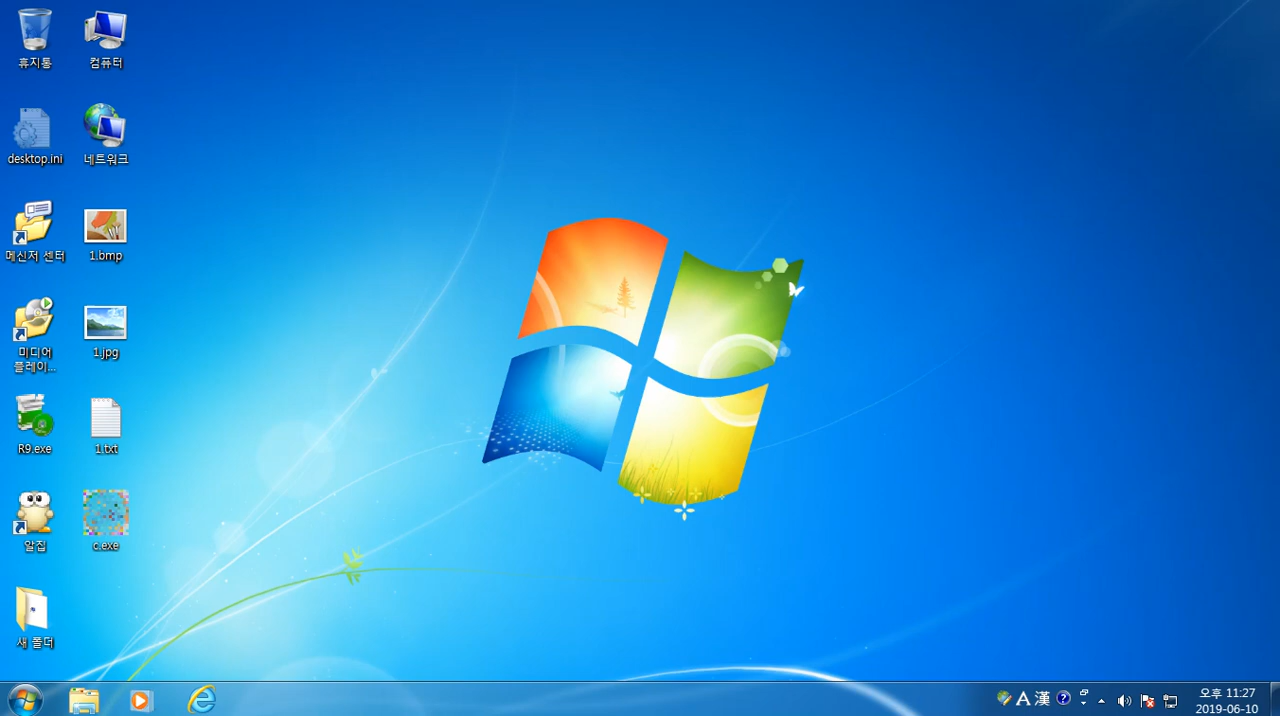 휴지통
컴퓨터
desktop.ini
네트워크
메신저 센터
1.bmp
미디어
플레이...
1.jpg
R9.exe
1.txt
알집
c.exe
새 폴더
A 漢
오후 11:27
2019-06-10